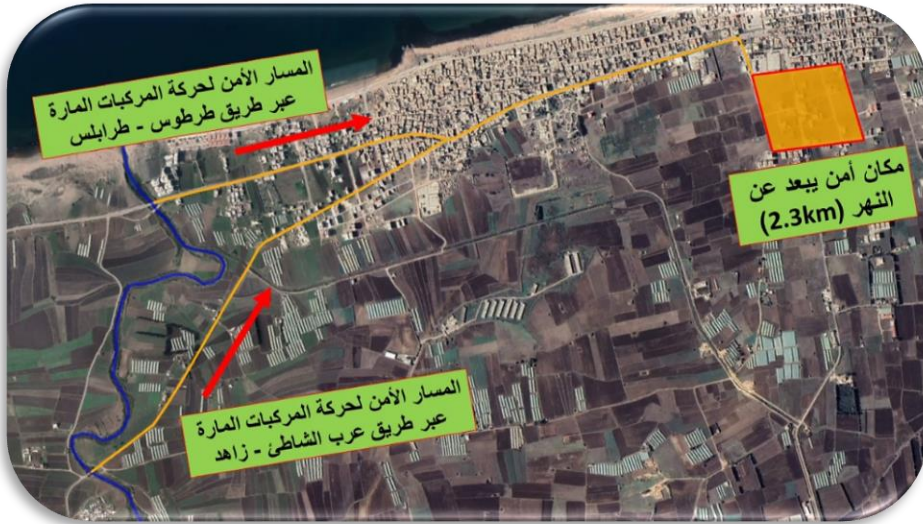 المسار الأمن لحركة المركبات المارة
عبر طريق طرطوس - طرابلس
مكان أمن يبعد عن
النهر (2.3km)
المسار الأمن لحركة المركبات المارة
عبر طريق عرب الشاطئ - زاهد